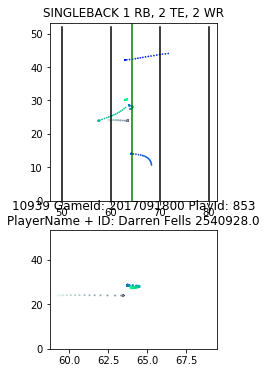 SINGLEBACK 1 RB, 2 TE, 2 WR
50
40
30
20
10
0
50 60 70 80
10939 GameId: 2017091800 PlayId: 853
PlayerName + ID: Darren Fells 2540928.0
40
20
0
60.0 62.5 65.0 67.5